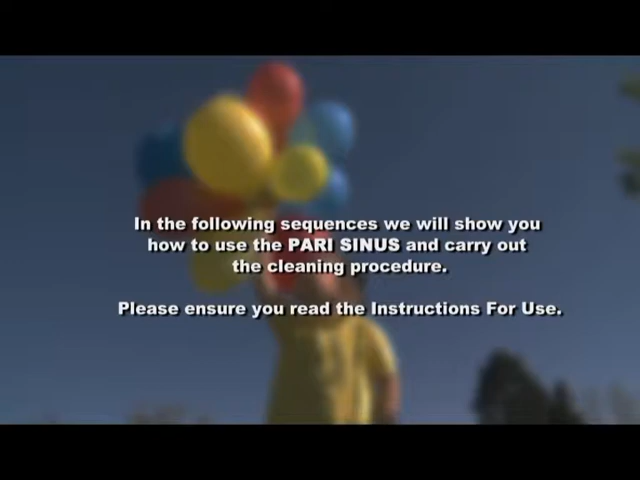 In the following sequences we will show you
how to use the PARI SINUS and carry out
the cleaning procedure.
Please ensure you read the Instructions For Use.